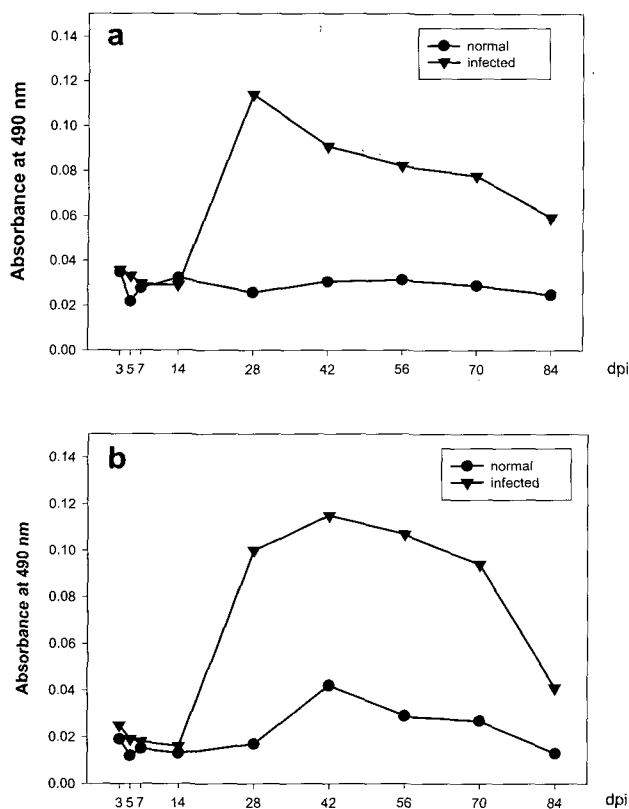 a
normal
infected
Absorbance at 490 nm
0.14
0.12
0.10
0.08
0.06
0.04
0.02
0.00
3 5 7 14 28 42 56 70 84 dpi
b
normal
infected
Absorbance at 490 nm
0.14
0.12
0.10
0.08
0.06
0.04
0.02
0.00
3 5 7 14 28 42 56 70 84 dpi